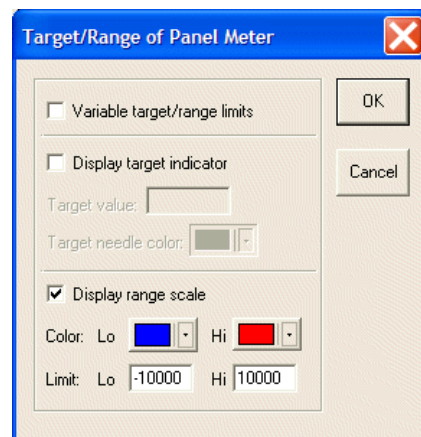 Target/Range of Panel Meter
Variable target/range limits
OK
Display target indicator
Cancel
Target value:
Target needle color:
Display range scale
Color: Lo Hi
Limit: Lo -10000 Hi 10000